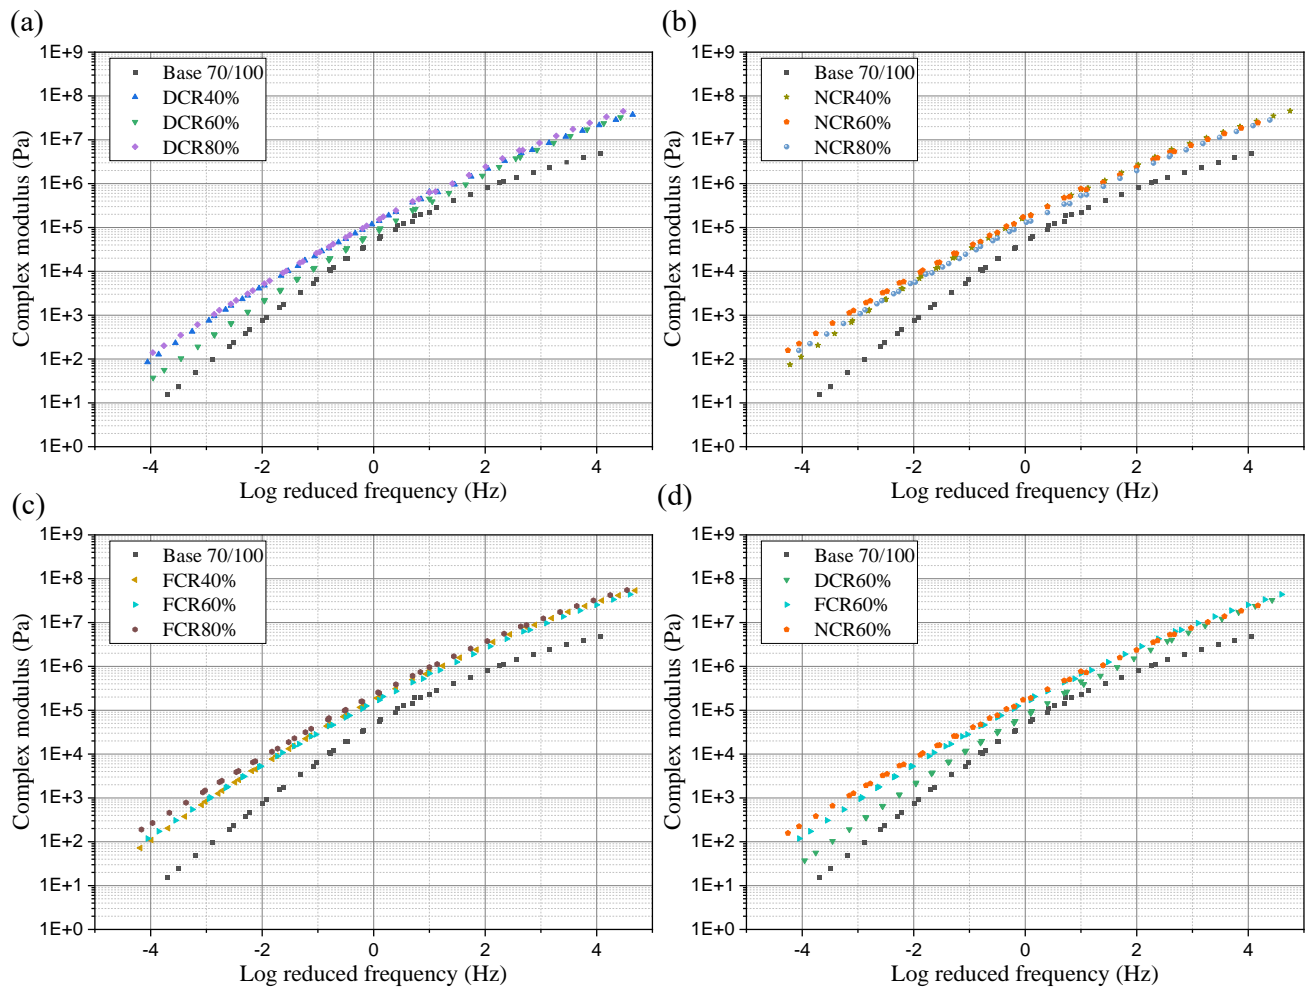 (a)
1E+9
1E+8
1E+7
1E+6
1E+5
1E+4
1E+3
1E+2
1E+1
1E+0
Complex modulus (Pa)
Base 70/100
DCR40%
DCR60%
DCR80%
-4 -2 0 2 4
Log reduced frequency (Hz)
(b)
1E+9
1E+8
1E+7
1E+6
1E+5
1E+4
1E+3
1E+2
1E+1
1E+0
Complex modulus (Pa)
Base 70/100
NCR40%
NCR60%
NCR80%
-4 -2 0 2 4
Log reduced frequency (Hz)
(c)
1E+9
1E+8
1E+7
1E+6
1E+5
1E+4
1E+3
1E+2
1E+1
1E+0
Complex modulus (Pa)
Base 70/100
FCR40%
FCR60%
FCR80%
-4 -2 0 2 4
Log reduced frequency (Hz)
(d)
1E+9
1E+8
1E+7
1E+6
1E+5
1E+4
1E+3
1E+2
1E+1
1E+0
Complex modulus (Pa)
Base 70/100
DCR60%
FCR60%
NCR60%
-4 -2 0 2 4
Log reduced frequency (Hz)